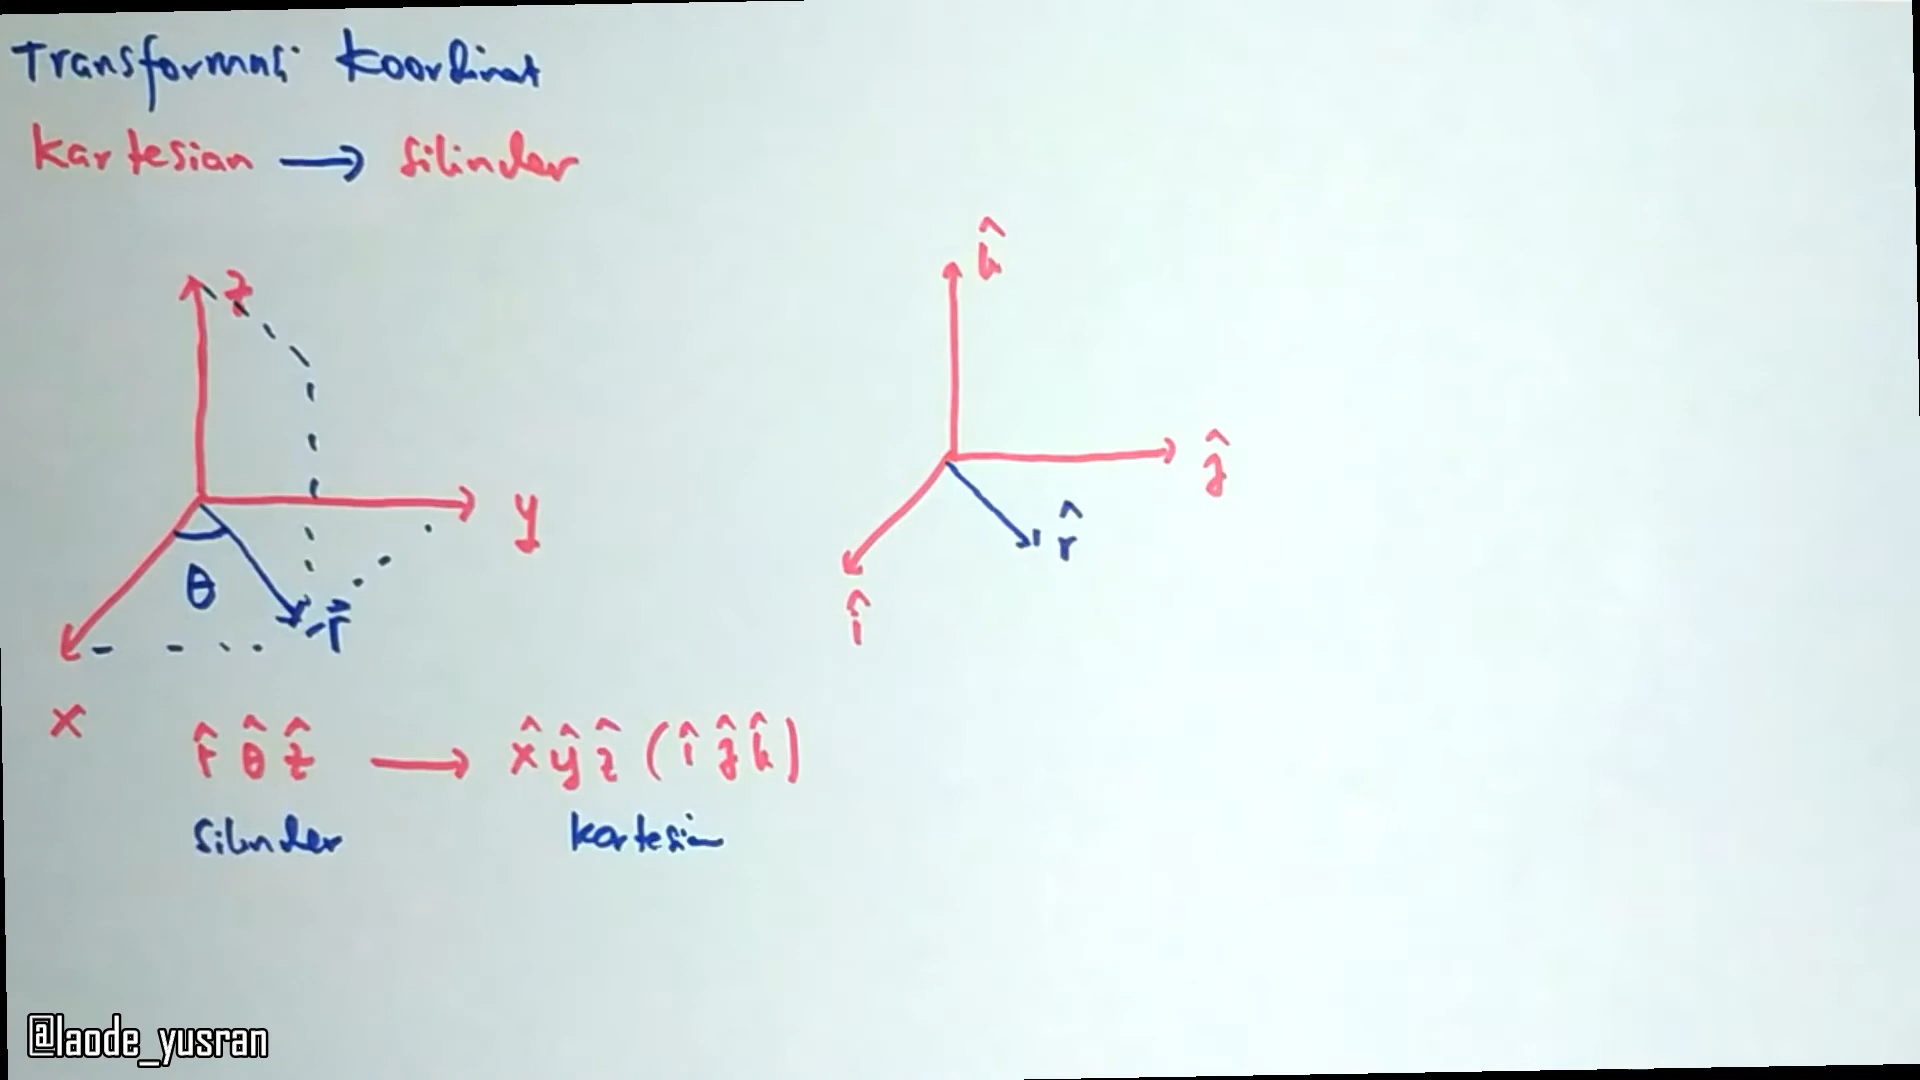 Transformasi Koordinat
Kartesian → Silinder
z
y
θ
r⃗
x
r̂ θ̂ ẑ → x̂ ŷ ẑ (î ĵ k̂)
Silinder kartesian
k̂
ĵ
r̂
î
@laode_yusran